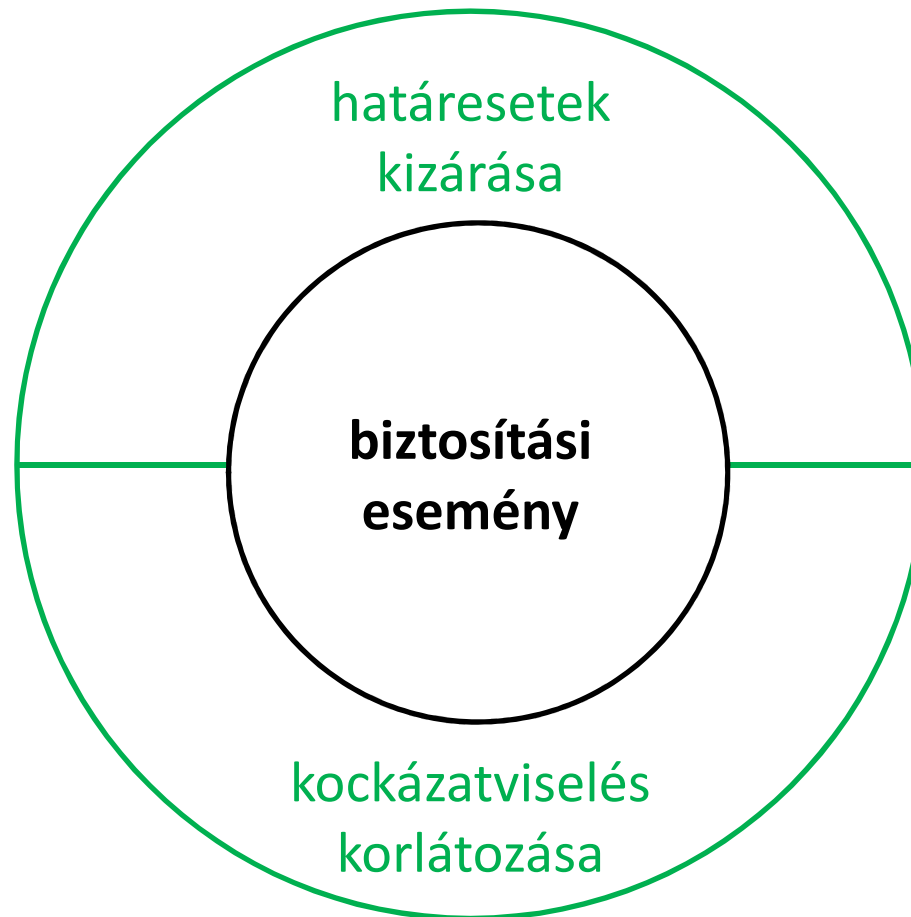 határesetek
kizárása
biztosítási
esemény
kockázatviselés
korlátozása